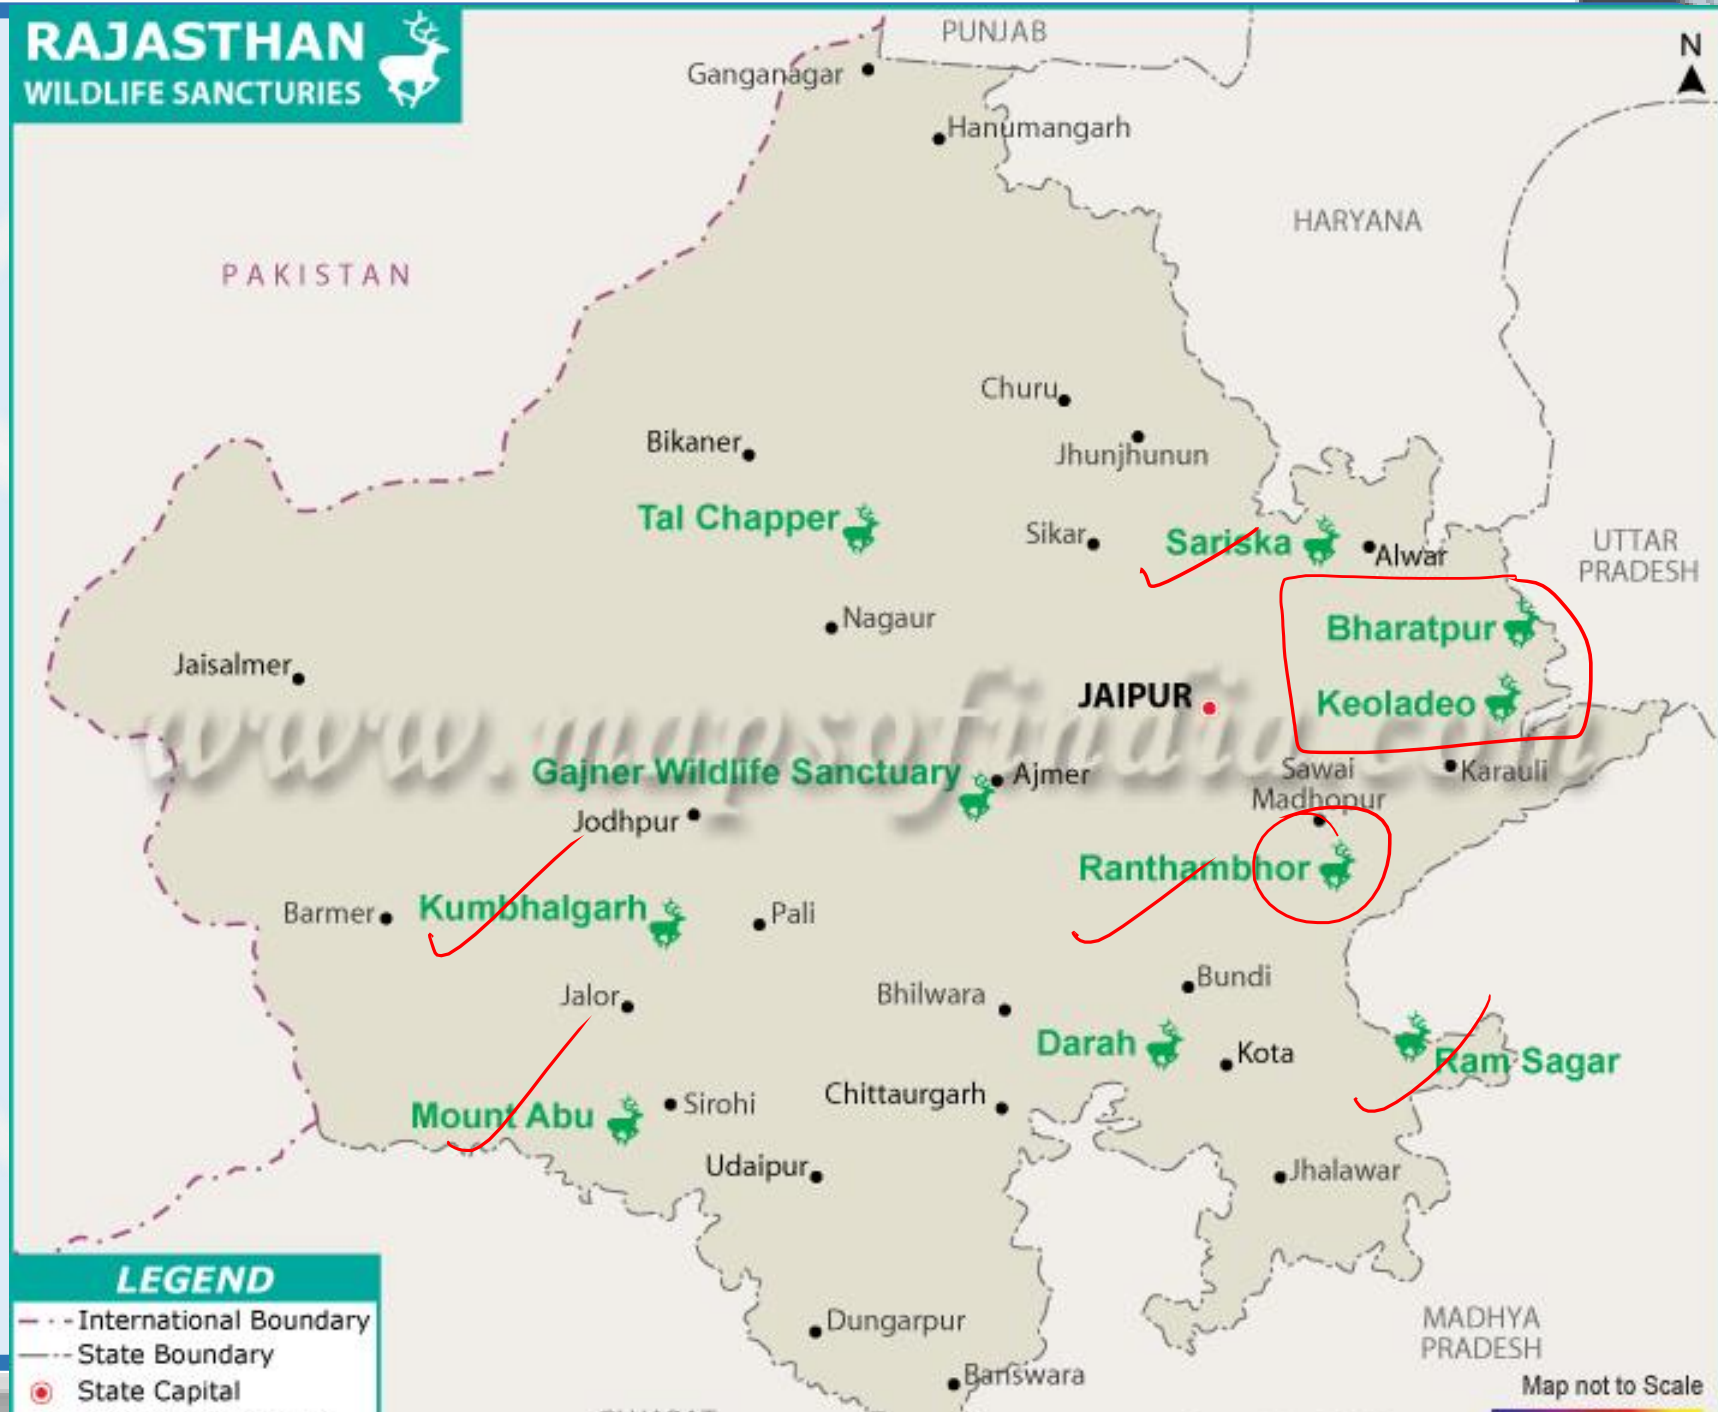 RAJASTHAN
WILDLIFE SANCTURIES
PUNJAB
N
Ganganagar
Hanumangarh
HARYANA
PAKISTAN
Churu
Bikaner
Jhunjhunun
Tal Chapper
Sikar
Sariska
Alwar
UTTAR
PRADESH
Nagaur
Bharatpur
Jaisalmer
JAIPUR
Keoladeo
www.mapsofindia.com
Gajner Wildlife Sanctuary
Ajmer
Sawai
Madhopur
Karauli
Jodhpur
Ranthambhor
Barmer
Kumbhalgarh
Pali
Jalor
Bhilwara
Bundi
Darah
Kota
Ram Sagar
Mount Abu
Sirohi
Chittaurgarh
Udaipur
Jhalawar
LEGEND
International Boundary
State Boundary
State Capital
Dungarpur
Banswara
MADHYA
PRADESH
Map not to Scale